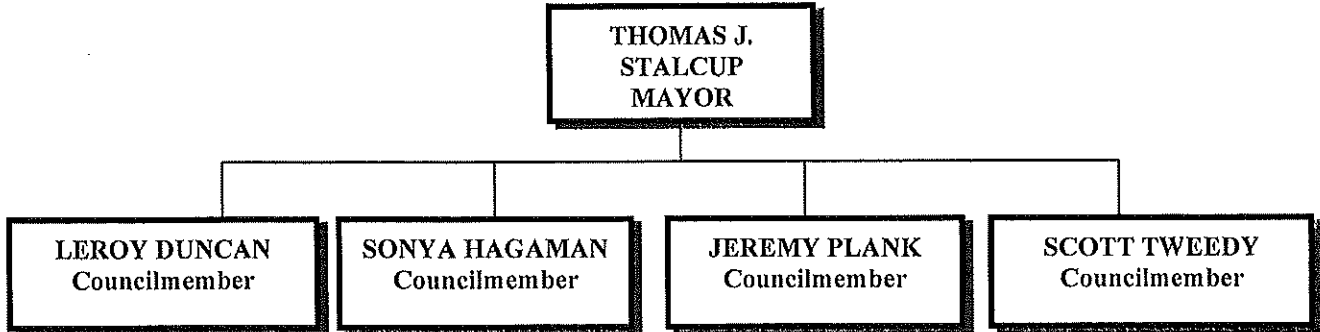 THOMAS J.
STALCUP
MAYOR
LEROY DUNCAN
Councilmember
SONYA HAGAMAN
Councilmember
JEREMY PLANK
Councilmember
SCOTT TWEEDY
Councilmember